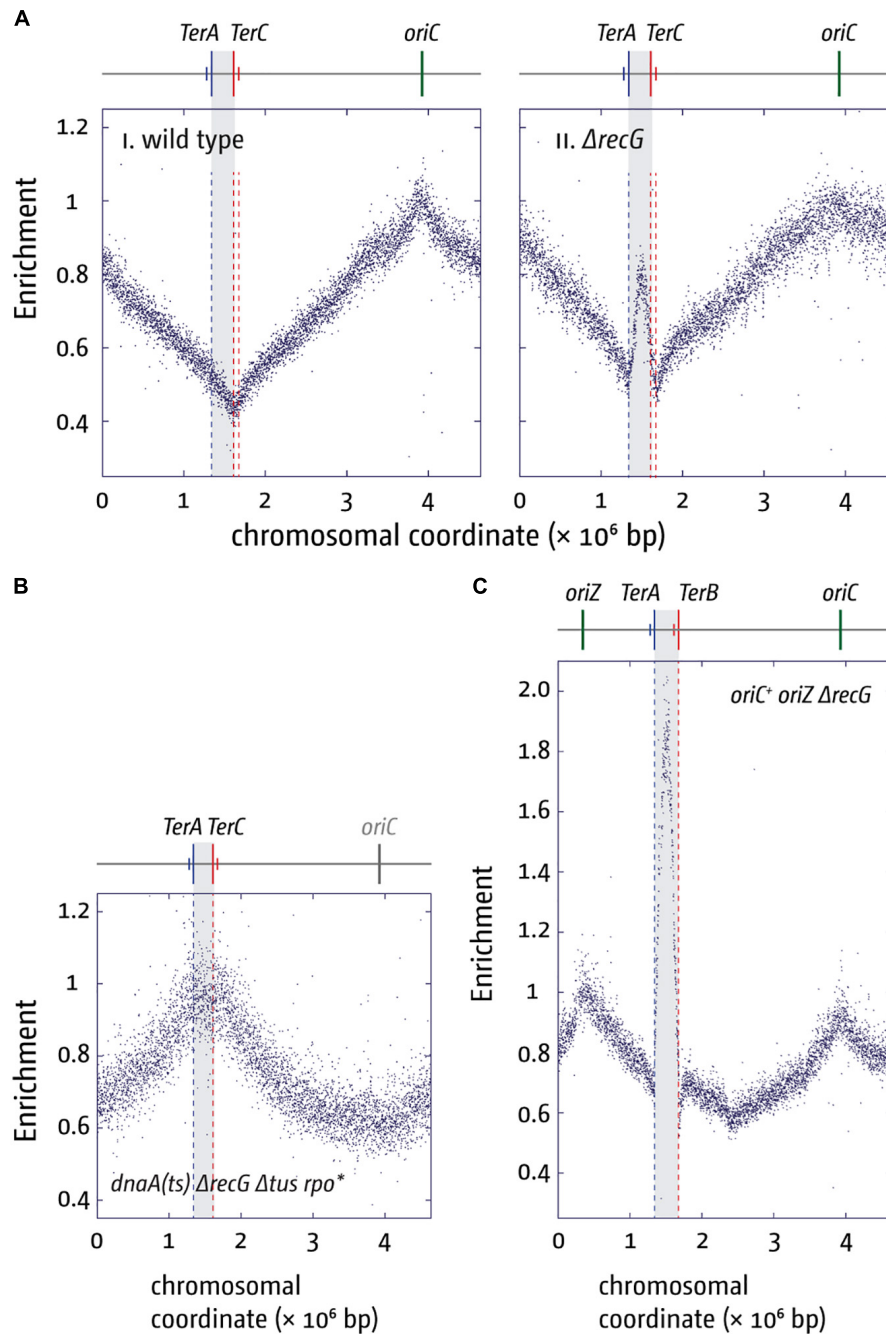 A
TerA TerC oriC
TerA TerC oriC
I. wild type
II. ΔrecG
Enrichment
1.2
1
0.8
0.6
0.4
0 1 2 3 4
0 1 2 3 4
chromosomal coordinate (× 10⁶ bp)
B
C
oriZ TerA TerB oriC
oriC⁺ oriZ ΔrecG
Enrichment
2.0
1.8
1.6
1.4
1.2
1
0.8
0.6
0.4
0 1 2 3 4
chromosomal
coordinate (× 10⁶ bp)
TerA TerC oriC
Enrichment
1.2
1
0.8
0.6
0.4
dnaA(ts) ΔrecG Δtus rpo*
0 1 2 3 4
chromosomal
coordinate (× 10⁶ bp)